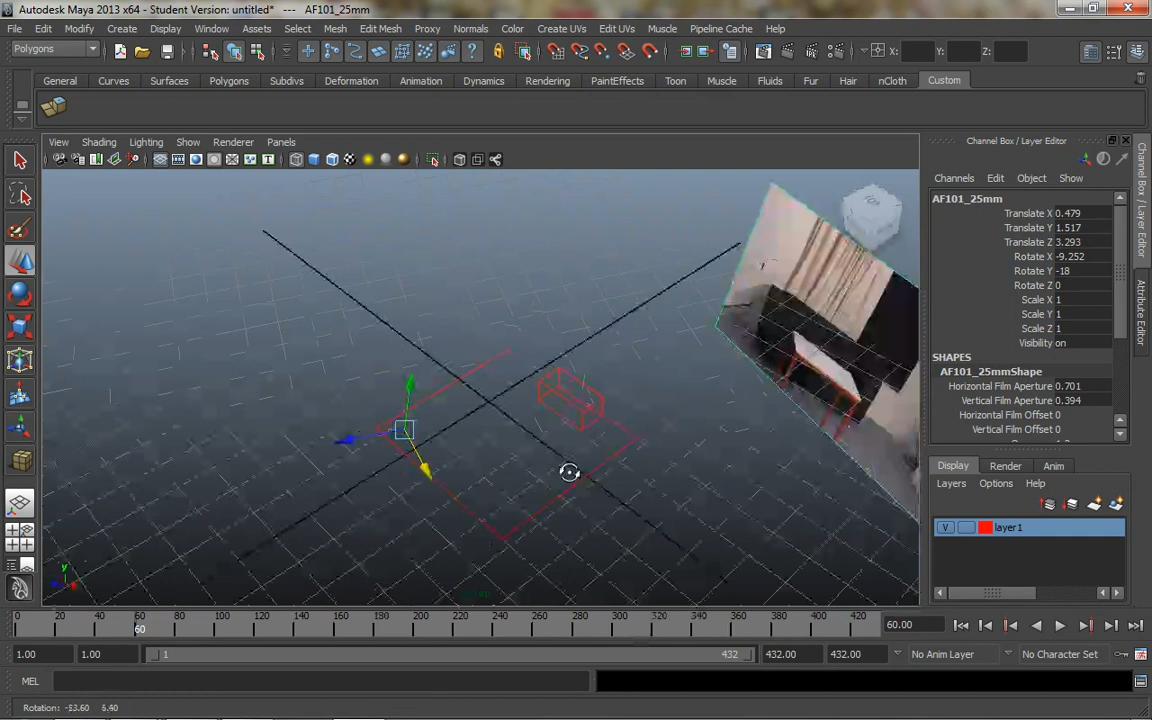 Autodesk Maya 2013 x64 - Student Version: untitled* --- AF101_25mm
File Edit Modify Create Display Window Assets Select Mesh Edit Mesh Proxy Normals Color Create UVs Edit UVs Muscle Pipeline Cache Help
Polygons X: Y: Z:
General Curves Surfaces Polygons Subdivs Deformation Animation Dynamics Rendering PaintEffects Toon Muscle Fluids Fur Hair nCloth Custom
View Shading Lighting Show Renderer Panels
Channel Box / Layer Editor
Channels Edit Object Show
AF101_25mm
Translate X 0.479
Translate Y 1.517
Translate Z 3.293
Rotate X -9.252
Rotate Y -18
Rotate Z 0
Scale X 1
Scale Y 1
Scale Z 1
Visibility on
SHAPES
AF101_25mmShape
Horizontal Film Aperture 0.701
Vertical Film Aperture 0.394
Horizontal Film Offset 0
Vertical Film Offset 0
Channel Box / Layer Editor
Attribute Editor
Display Render Anim
Layers Options Help
V layer1
y
0 20 40 60 80 100 120 140 160 180 200 220 240 260 280 300 320 340 360 380 400 420
60
60.00
1.00 1.00 1 432 432.00 432.00 No Anim Layer No Character Set
MEL